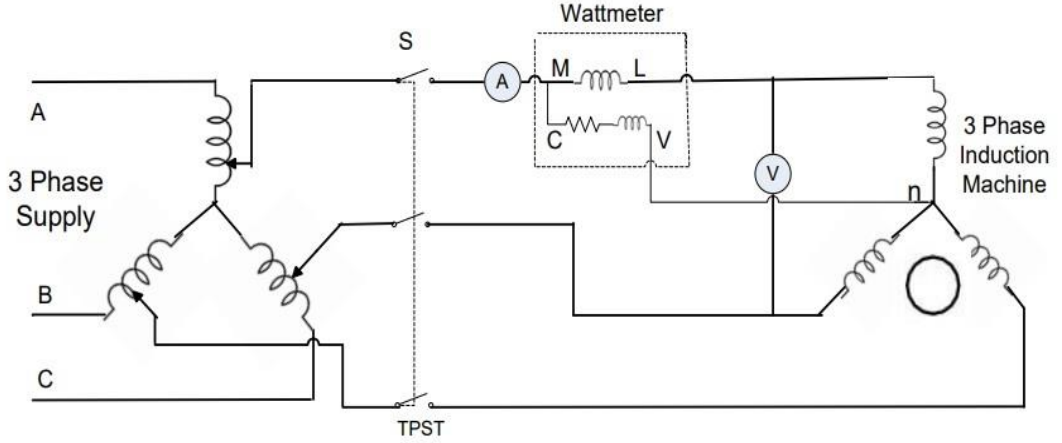 Wattmeter
S
A
M
L
A
C
V
3 Phase
Supply
3 Phase
Induction
Machine
V
n
B
C
TPST